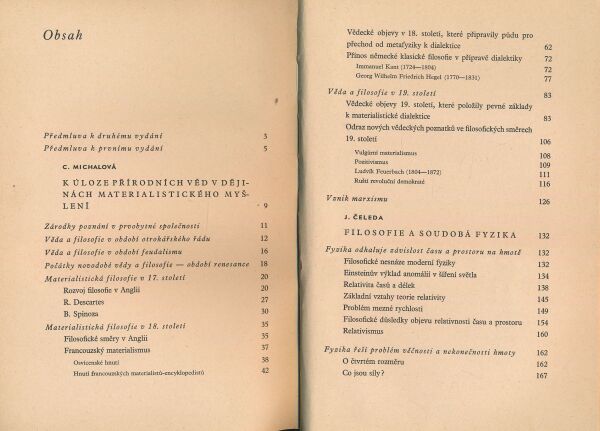 Obsah
Předmluva k druhému vydání 3
Předmluva k prvnímu vydání 5
C. MICHALOVÁ
K ÚLOZE PŘÍRODNÍCH VĚD V DĚJI-
NÁCH MATERIALISTICKÉHO MYŠ-
LENÍ 9
Zárodky poznání v prvobytné společnosti 11
Věda a filosofie v období otrokářského řádu 12
Věda a filosofie v období feudalismu 16
Počátky novodobé vědy a filosofie — období renesance 18
Materialistická filosofie v 17. století 20
Rozvoj filosofie v Anglii 20
R. Descartes 27
B. Spinoza 30
Materialistická filosofie v 18. století 35
Filosofické směry v Anglii 35
Francouzský materialismus 37
Osvícenské hnutí 38
Hnutí francouzských materialistů-encyklopedistů 42
Vědecké objevy v 18. století, které připravily půdu pro
přechod od metafyziky k dialektice 62
Přínos německé klasické filosofie v přípravě dialektiky 72
Immanuel Kant (1724—1804) 72
Georg Wilhelm Friedrich Hegel (1770—1831) 77
Věda a filosofie v 19. století 83
Vědecké objevy 19. století, které položily pevné základy
k materialistické dialektice 83
Odraz nových vědeckých poznatků ve filosofických směrech
19. století 106
Vulgární materialismus 108
Pozitivismus 109
Ludvík Feuerbach (1804—1872) 111
Ruští revoluční demokraté 116
Vznik marxismu 126
J. ČELEDA
FILOSOFIE A SOUDOBÁ FYZIKA 132
Fyzika odhaluje závislost času a prostoru na hmotě 132
Filosofické nesnáze moderní fyziky 132
Einsteinův výklad anomálií v šíření světla 134
Relativita časů a délek 138
Základní vztahy teorie relativity 145
Problém mezné rychlosti 149
Filosofické důsledky objevu relativnosti času a prostoru 154
Relativismus 160
Fyzika řeší problém věčnosti a nekonečnosti hmoty 162
O čtvrtém rozměru 162
Co jsou síly? 167